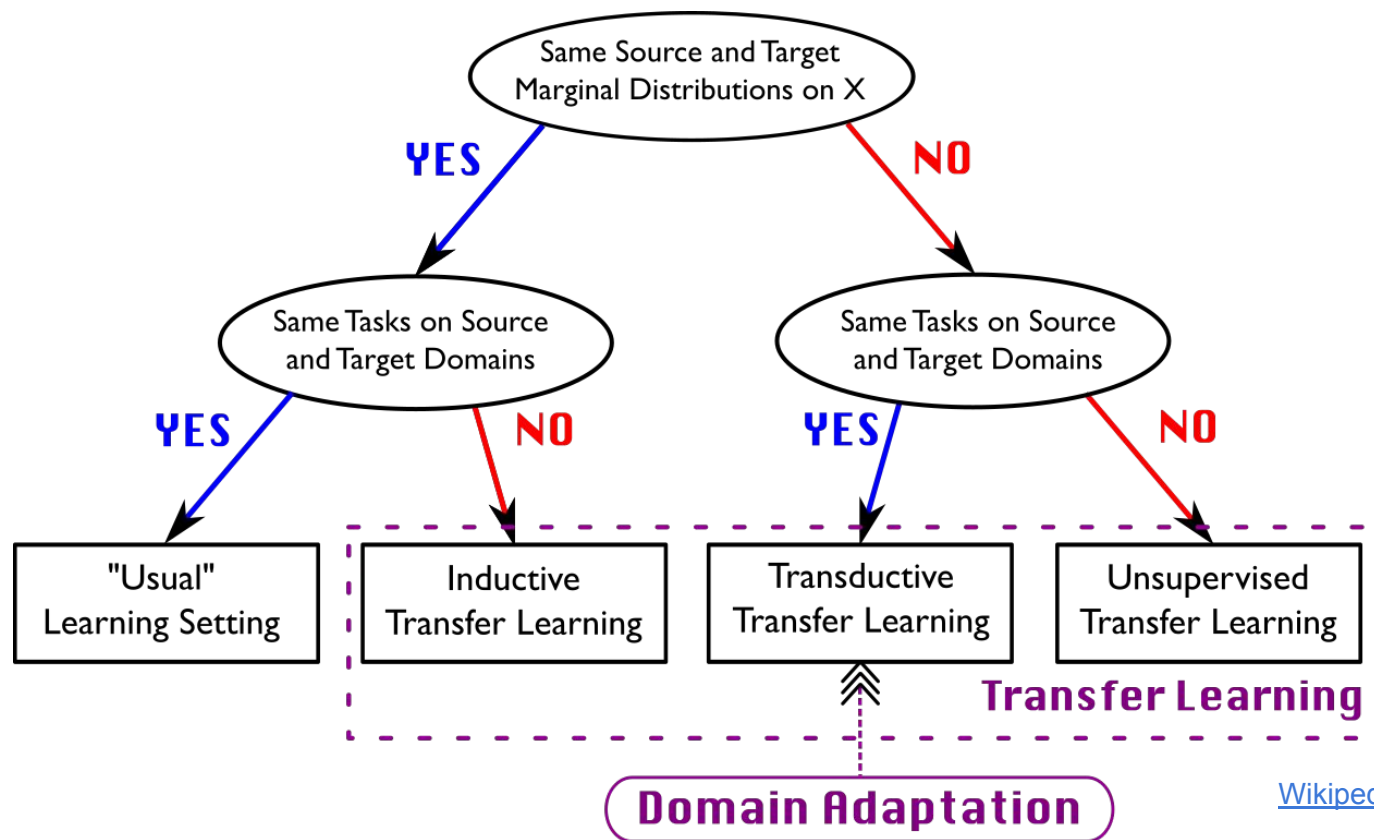 Same Source and Target
Marginal Distributions on X
YES
NO
Same Tasks on Source
and Target Domains
Same Tasks on Source
and Target Domains
YES
NO
YES
NO
"Usual"
Learning Setting
Inductive
Transfer Learning
Transductive
Transfer Learning
Unsupervised
Transfer Learning
Transfer Learning
Domain Adaptation
Wikiped